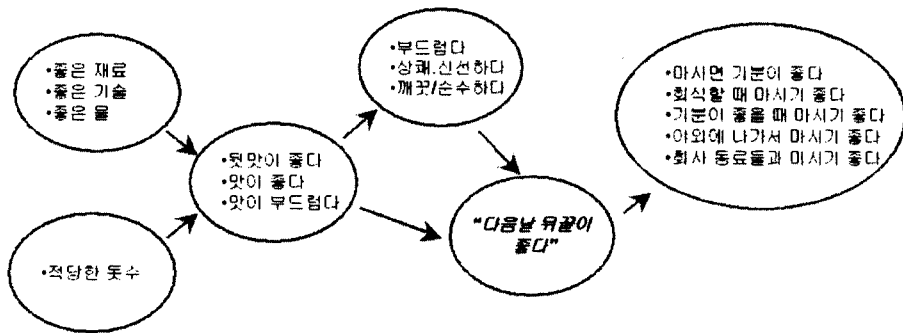 •좋은 재료
•좋은 기술
•좋은 물
•적당한 돗수
•뒷맛이 좋다
•맛이 좋다
•맛이 부드럽다
•부드럽다
•상쾌.신선하다
•깨끗/순수하다
"다음날 뒤끝이
좋다"
•마시면 기분이 좋다
•회식할 때 마시기 좋다
•기분이 좋을 때 마시기 좋다
•야외에 나가서 마시기 좋다
•회사 동료들과 마시기 좋다